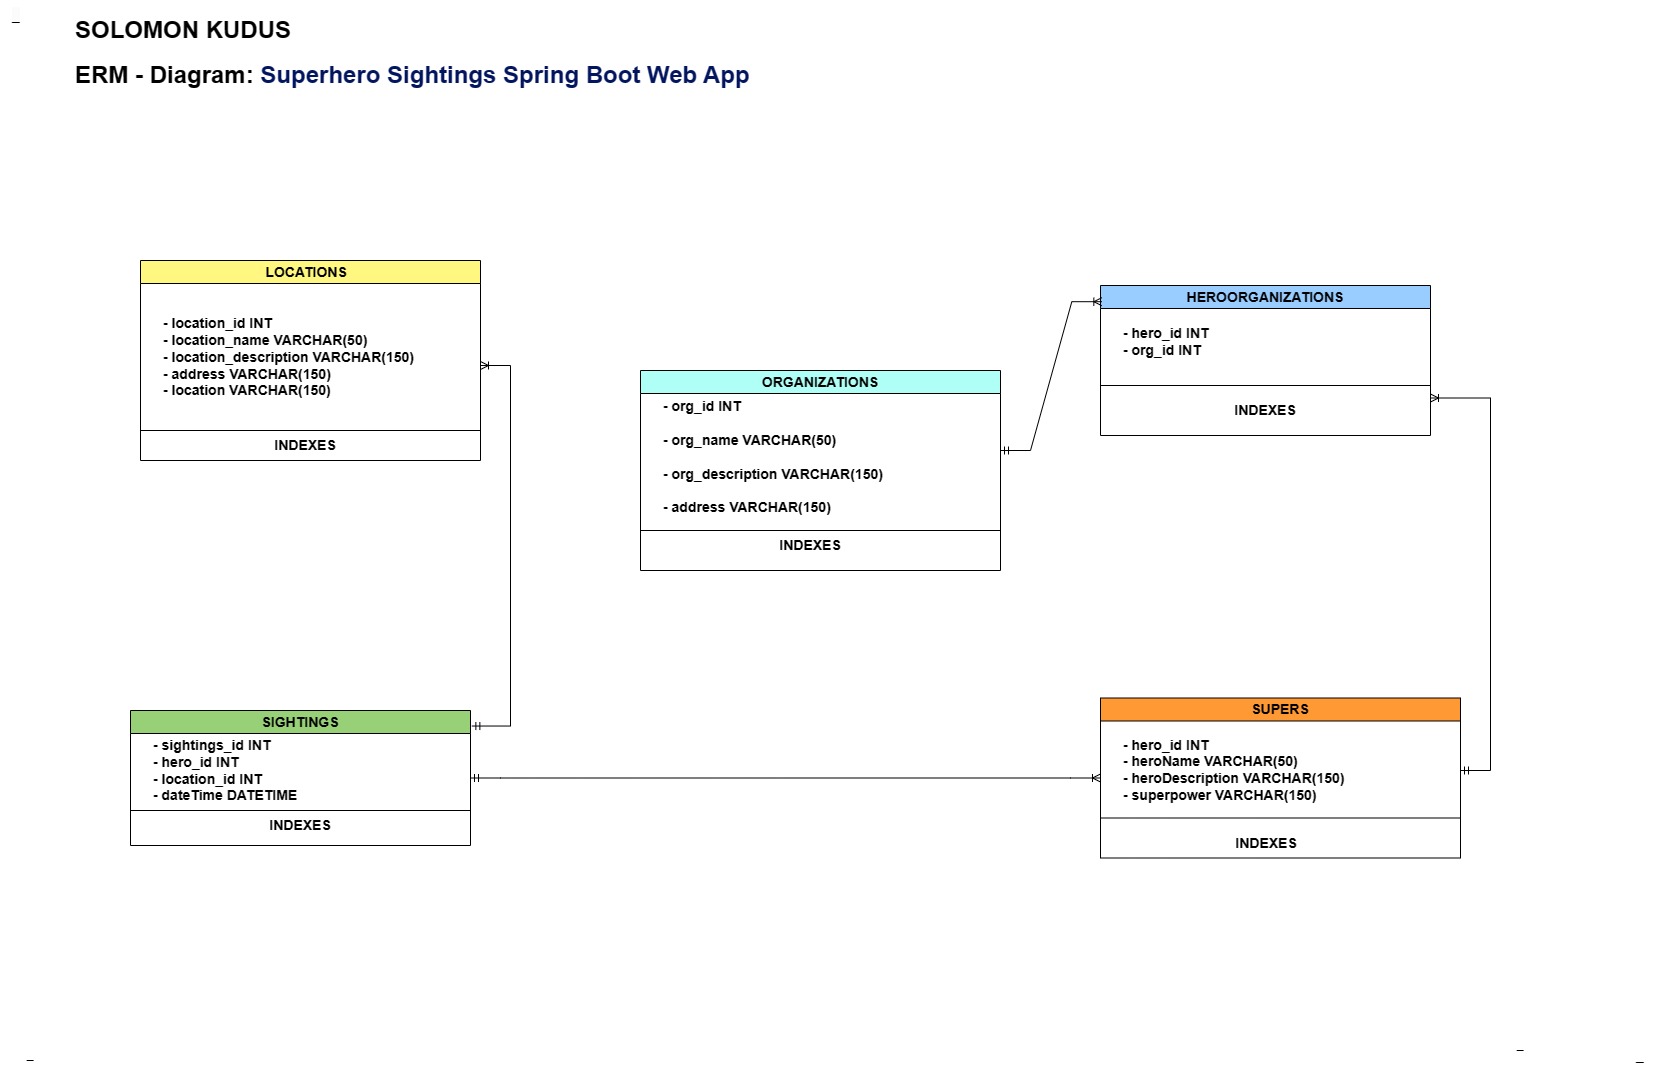 SOLOMON KUDUS
ERM - Diagram: Superhero Sightings Spring Boot Web App
LOCATIONS
- location_id INT
- location_name VARCHAR(50)
- location_description VARCHAR(150)
- address VARCHAR(150)
- location VARCHAR(150)
INDEXES
ORGANIZATIONS
- org_id INT
- org_name VARCHAR(50)
- org_description VARCHAR(150)
- address VARCHAR(150)
INDEXES
HEROORGANIZATIONS
- hero_id INT
- org_id INT
INDEXES
SIGHTINGS
- sightings_id INT
- hero_id INT
- location_id INT
- dateTime DATETIME
INDEXES
SUPERS
- hero_id INT
- heroName VARCHAR(50)
- heroDescription VARCHAR(150)
- superpower VARCHAR(150)
INDEXES